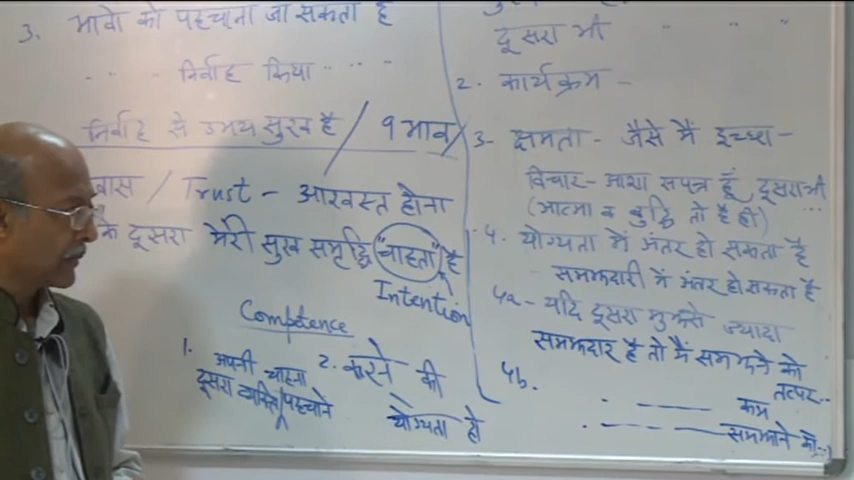 3. भावो को पहचाना जा सकता है
" " निर्वाह किया " "
निर्वाह से उभय सुख है / 9 भाव /
वास / Trust - आश्वस्त होना
कि दूसरा मेरी सुख समृद्धि "चाहता" है
Intention
Competence
1. अपनी चाहना
दूसरा व्यक्ति पहचाने
2. करने की
योग्यता हो
दूसरा भी " " "
2. कार्यक्रम -
3- क्षमता - जैसे मैं इच्छा -
विचार - आशा संपन्न हूँ, दूसरा भी ...
(आत्मा व बुद्धि तो है ही)
4. योग्यता में अंतर हो सकता है
समझदारी में अंतर हो सकता है
4a - यदि दूसरा मुझसे ज्यादा
समझदार है तो मैं समझने को
तत्पर..
4b. . - —— कम
. - - - —— समझाने को...